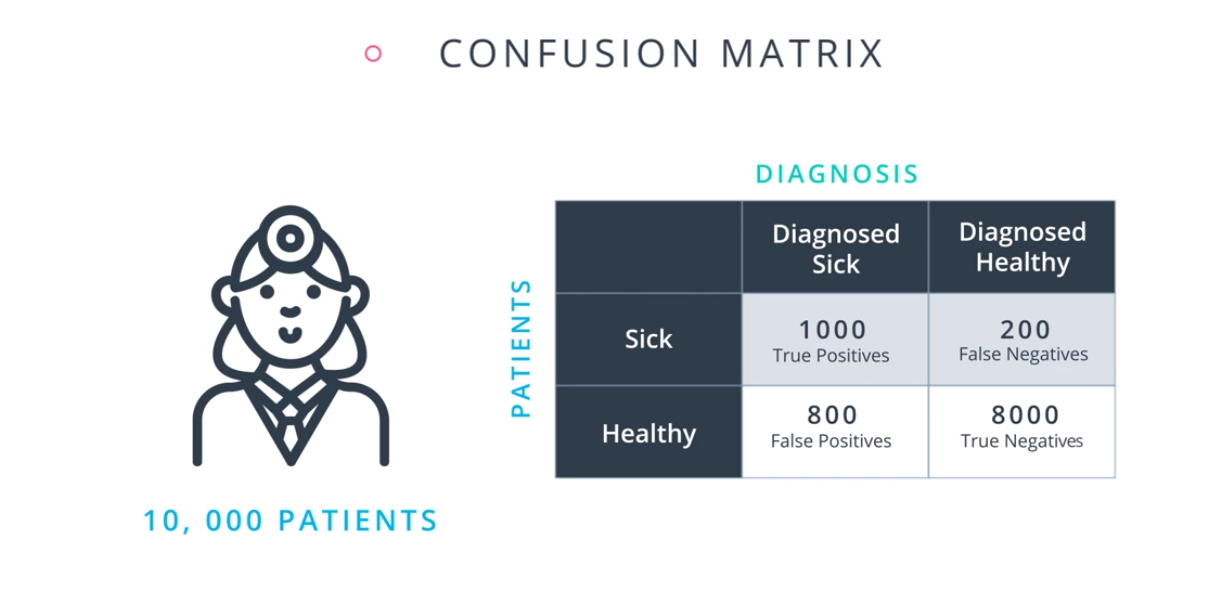 CONFUSION MATRIX
DIAGNOSIS
Diagnosed
Sick
Diagnosed
Healthy
PATIENTS
Sick
1000
True Positives
200
False Negatives
Healthy
800
False Positives
8000
True Negatives
10, 000 PATIENTS